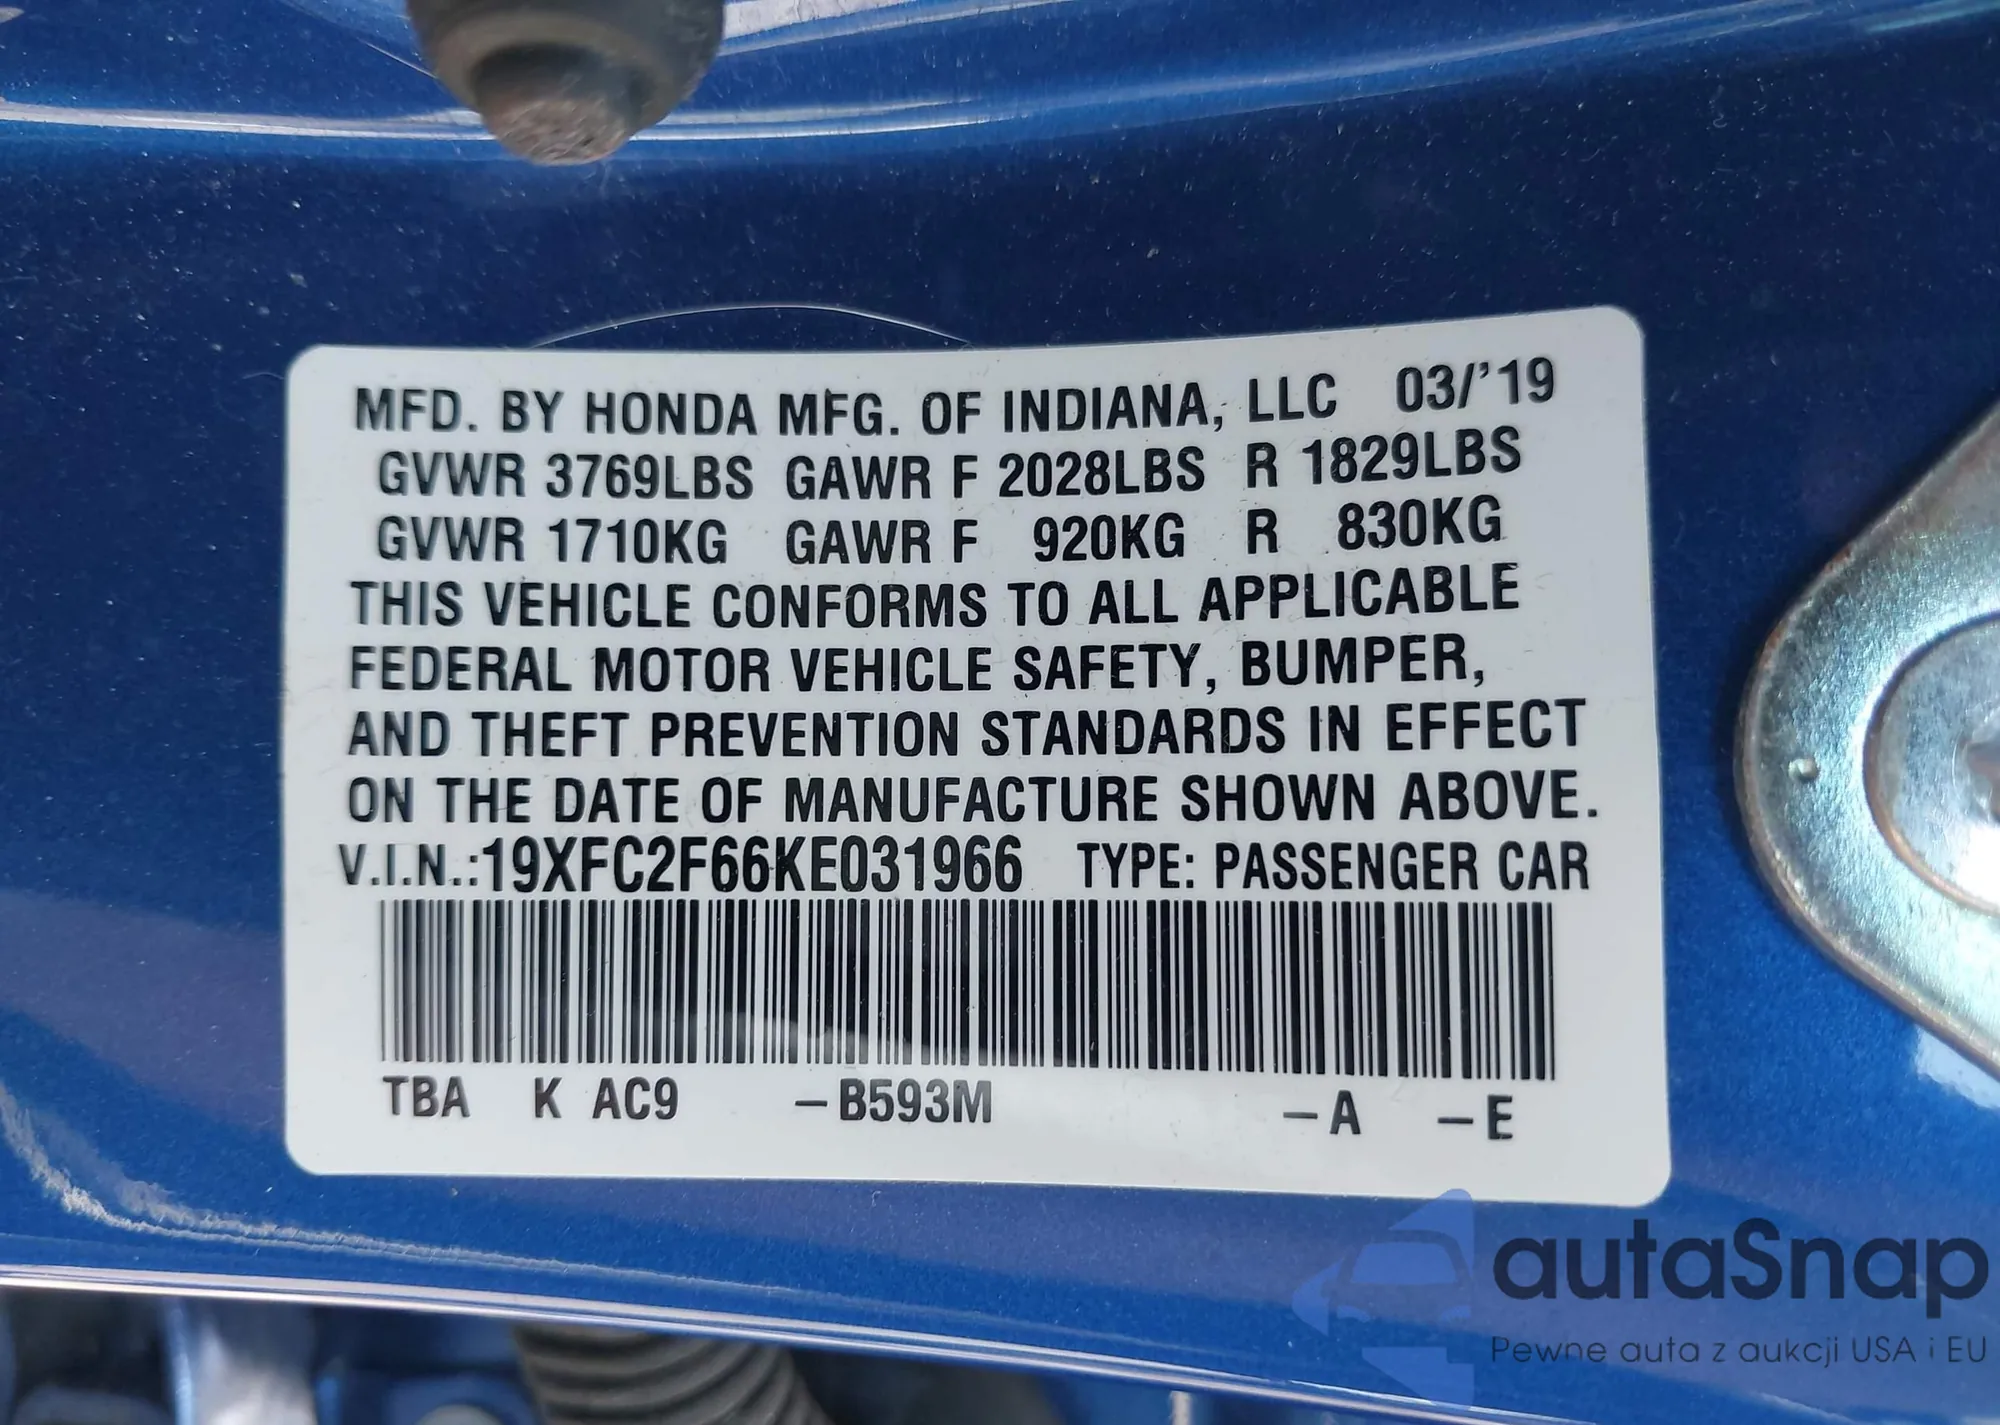 MFD. BY HONDA MFG. OF INDIANA, LLC 03/'19
GVWR 3769LBS GAWR F 2028LBS R 1829LBS
GVWR 1710KG GAWR F 920KG R 830KG
THIS VEHICLE CONFORMS TO ALL APPLICABLE
FEDERAL MOTOR VEHICLE SAFETY, BUMPER,
AND THEFT PREVENTION STANDARDS IN EFFECT
ON THE DATE OF MANUFACTURE SHOWN ABOVE.
V.I.N.:19XFC2F66KE031966 TYPE: PASSENGER CAR
TBA K AC9 –B593M –A –E
autaSnap
Pewne auta z aukcji USA i EU